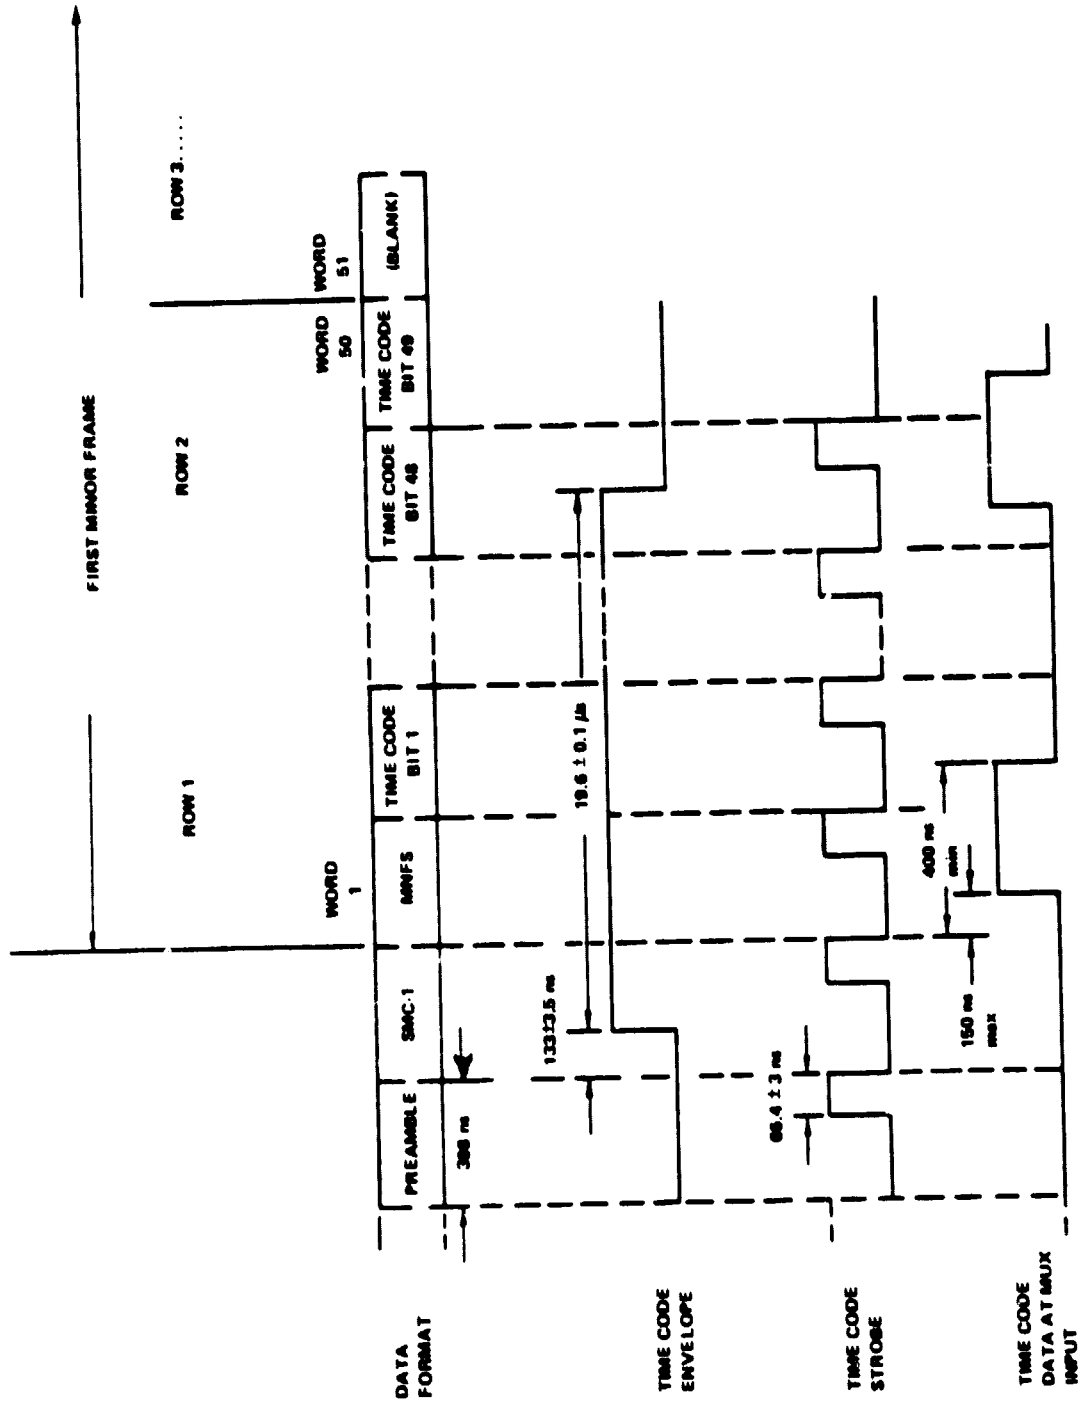 FIRST MINOR FRAME
ROW 1
ROW 2
ROW 3.....
WORD
1
WORD
50
WORD
51
DATA
FORMAT
PREAMBLE
SMC-1
MNFS
TIME CODE
BIT 1
TIME CODE
BIT 48
TIME CODE
BIT 49
(BLANK)
ns
133±3.5 ns
19.6 ± 0.1 μs
TIME CODE
ENVELOPE
± 3 ns
TIME CODE
STROBE
150 ns
max
400 ns
min
TIME CODE
DATA AT MUX
INPUT